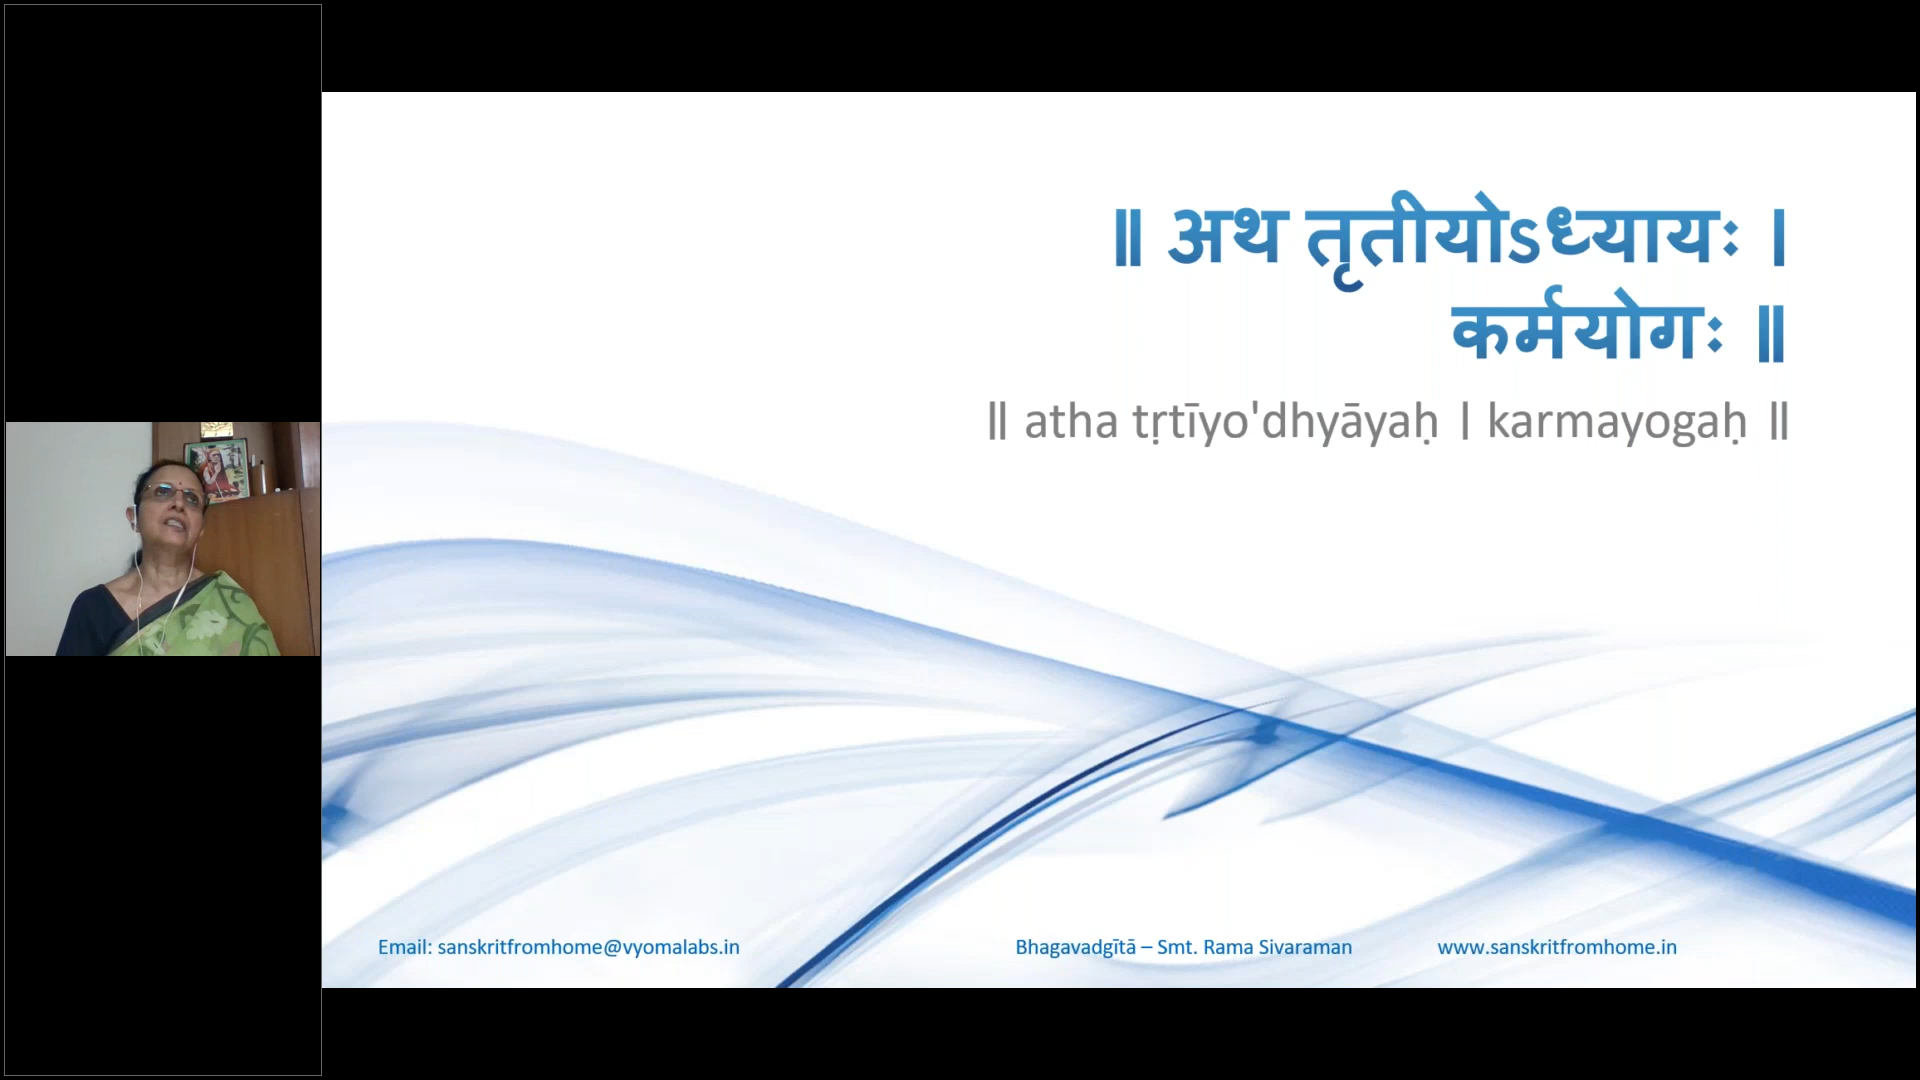 ॥ अथ तृतीयोऽध्यायः ।
कर्मयोगः ॥
॥ atha tṛtīyo'dhyāyaḥ । karmayogaḥ ॥
Email: sanskritfromhome@vyomalabs.in
Bhagavadgītā – Smt. Rama Sivaraman
www.sanskritfromhome.in